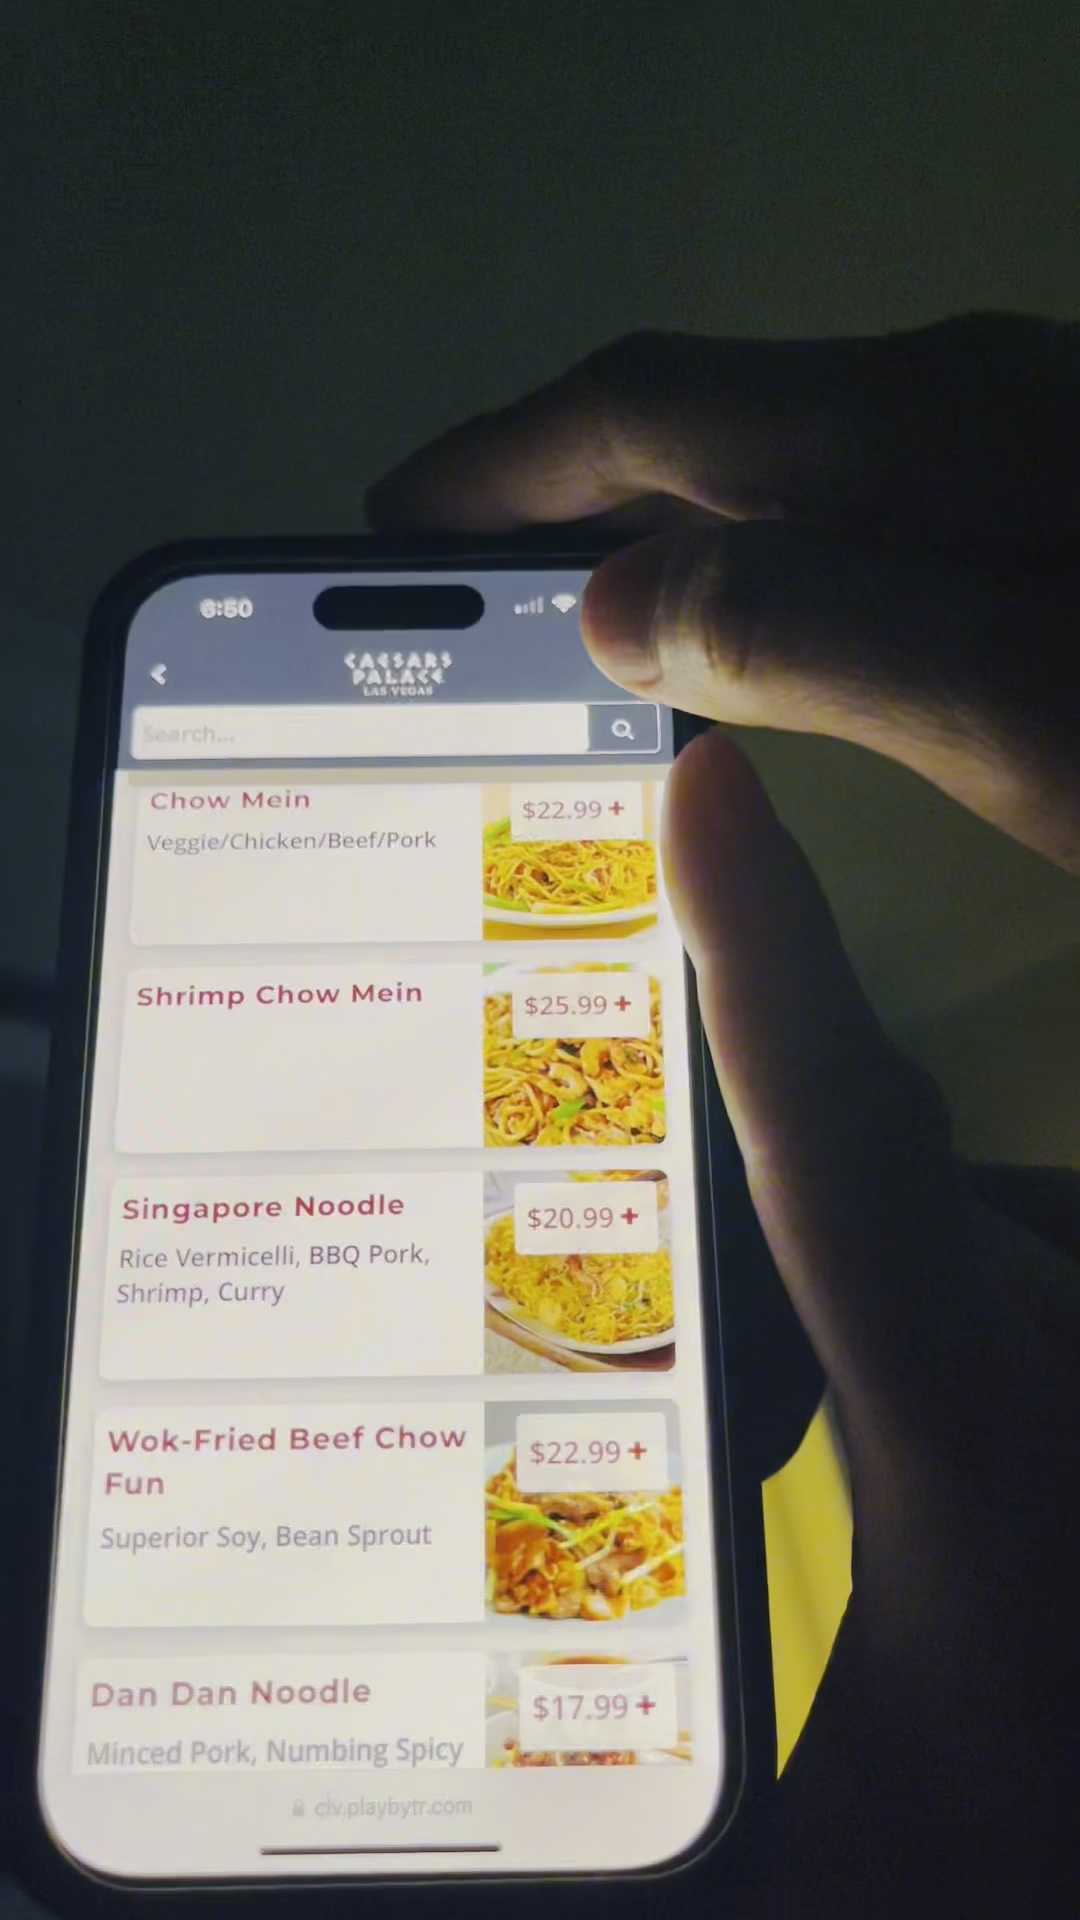 6:50
CAESARS
PALACE
LAS VEGAS
Search...
Chow Mein
$22.99 +
Veggie/Chicken/Beef/Pork
Shrimp Chow Mein
$25.99 +
Singapore Noodle
$20.99 +
Rice Vermicelli, BBQ Pork,
Shrimp, Curry
Wok-Fried Beef Chow
Fun
$22.99 +
Superior Soy, Bean Sprout
Dan Dan Noodle
$17.99 +
Minced Pork, Numbing Spicy
clv.playbytr.com